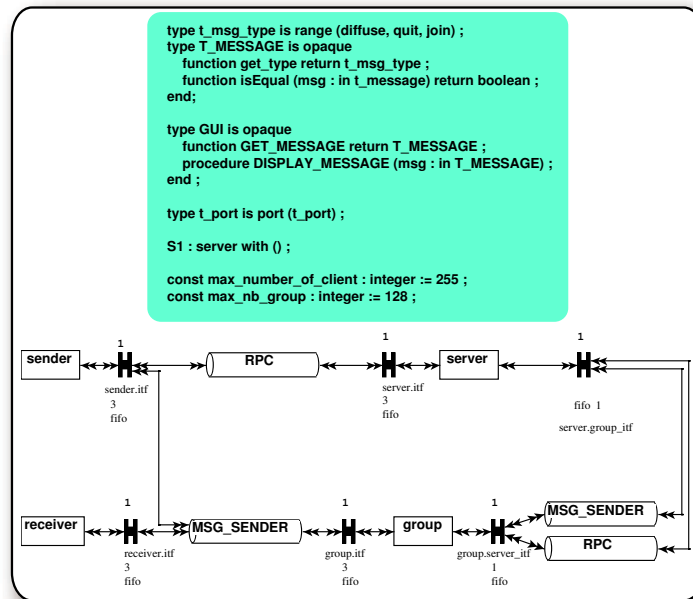 type t_msg_type is range (diffuse, quit, join) ;
type T_MESSAGE is opaque
function get_type return t_msg_type ;
function isEqual (msg : in t_message) return boolean ;
end;
type GUI is opaque
function GET_MESSAGE return T_MESSAGE ;
procedure DISPLAY_MESSAGE (msg : in T_MESSAGE) ;
end ;
type t_port is port (t_port) ;
S1 : server with () ;
const max_number_of_client : integer := 255 ;
const max_nb_group : integer := 128 ;
1 1 1
sender RPC server
sender.itf server.itf
3 3 fifo 1
fifo fifo
server.group_itf
1 1 1 MSG_SENDER
receiver MSG_SENDER group
RPC
receiver.itf group.itf group.server_itf
3 3 1
fifo fifo fifo